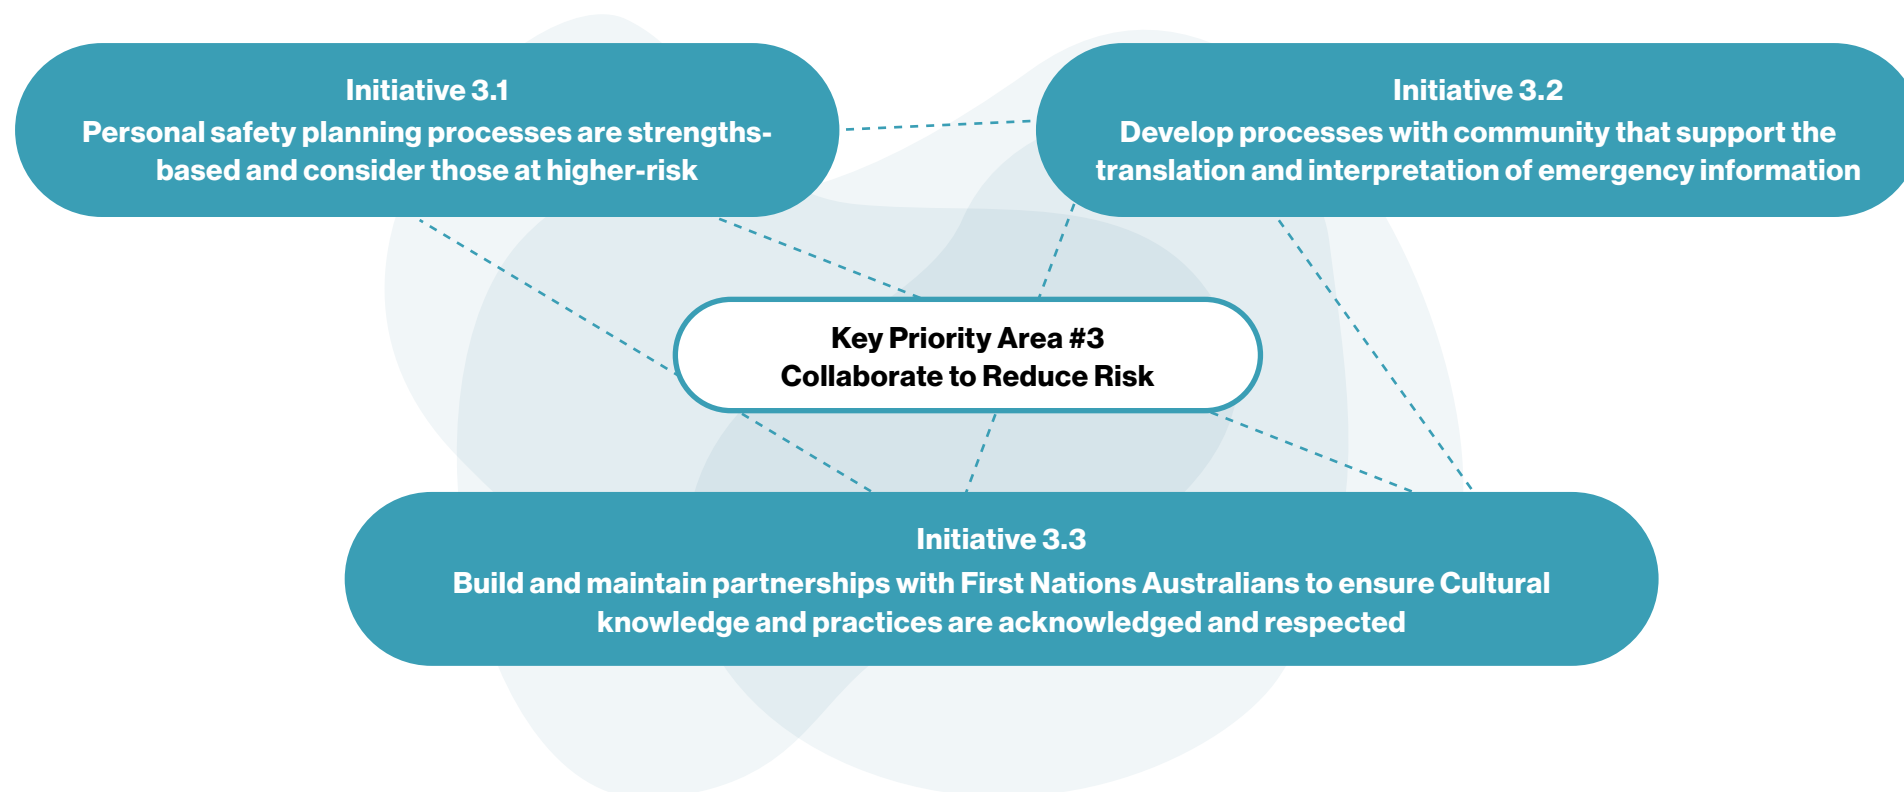 Initiative 3.1
Personal safety planning processes are strengths-
based and consider those at higher-risk
Initiative 3.2
Develop processes with community that support the
translation and interpretation of emergency information
Key Priority Area #3
Collaborate to Reduce Risk
Initiative 3.3
Build and maintain partnerships with First Nations Australians to ensure Cultural
knowledge and practices are acknowledged and respected